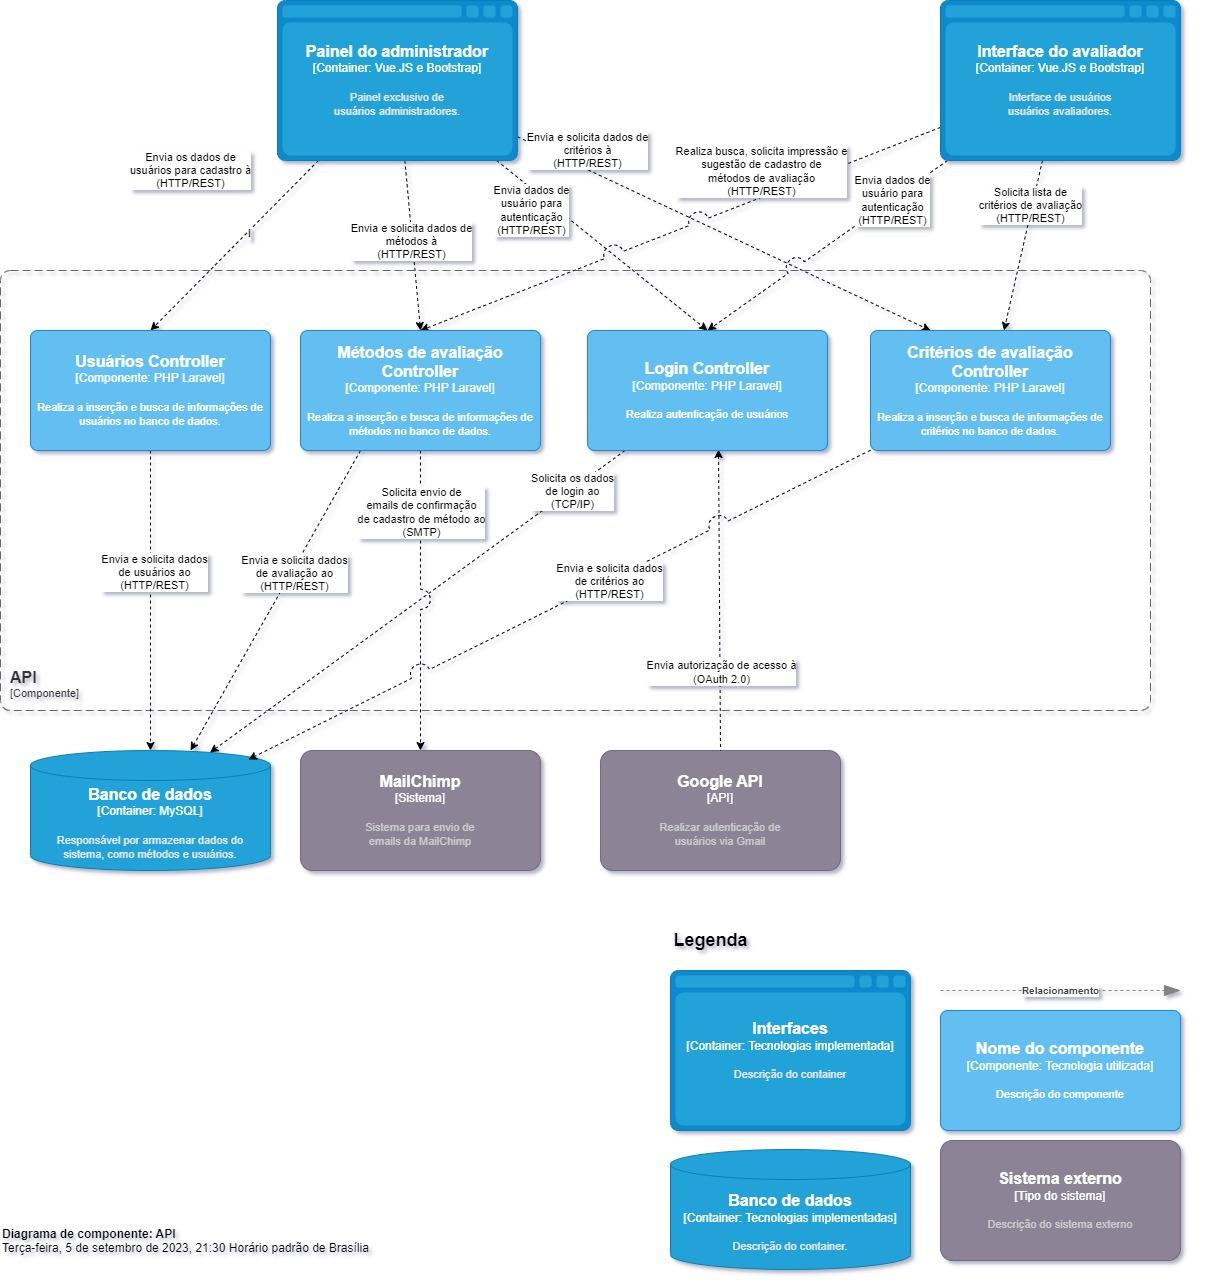 Painel do administrador
[Container: Vue.JS e Bootstrap]
Painel exclusivo de
usuários administradores.
Interface do avaliador
[Container: Vue.JS e Bootstrap]
Interface de usuários
usuários avaliadores.
Envia os dados de
usuários para cadastro à
(HTTP/REST)
Envia e solicita dados de
métodos à
(HTTP/REST)
Envia dados de
usuário para
autenticação
(HTTP/REST)
Envia e solicita dados de
critérios à
(HTTP/REST)
Realiza busca, solicita impressão e
sugestão de cadastro de
métodos de avaliação
(HTTP/REST)
Envia dados de
usuário para
autenticação
(HTTP/REST)
Solicita lista de
critérios de avaliação
(HTTP/REST)
Usuários Controller
[Componente: PHP Laravel]
Realiza a inserção e busca de informações de
usuários no banco de dados.
Métodos de avaliação
Controller
[Componente: PHP Laravel]
Realiza a inserção e busca de informações de
métodos no banco de dados.
Login Controller
[Componente: PHP Laravel]
Realiza autenticação de usuários
Critérios de avaliação
Controller
[Componente: PHP Laravel]
Realiza a inserção e busca de informações de
critérios no banco de dados.
Envia e solicita dados
de usuários ao
(HTTP/REST)
Envia e solicita dados
de avaliação ao
(HTTP/REST)
Solicita envio de
emails de confirmação
de cadastro de método ao
(SMTP)
Solicita os dados
de login ao
(TCP/IP)
Envia e solicita dados
de critérios ao
(HTTP/REST)
Envia autorização de acesso à
(OAuth 2.0)
API
[Componente]
Banco de dados
[Container: MySQL]
Responsável por armazenar dados do
sistema, como métodos e usuários.
MailChimp
[Sistema]
Sistema para envio de
emails da MailChimp
Google API
[API]
Realizar autenticação de
usuários via Gmail
Legenda
Interfaces
[Container: Tecnologias implementada]
Descrição do container
Relacionamento
Nome do componente
[Componente: Tecnologia utilizada]
Descrição do componente
Banco de dados
[Container: Tecnologias implementadas]
Descrição do container.
Sistema externo
[Tipo do sistema]
Descrição do sistema externo
Diagrama de componente: API
Terça-feira, 5 de setembro de 2023, 21:30 Horário padrão de Brasília